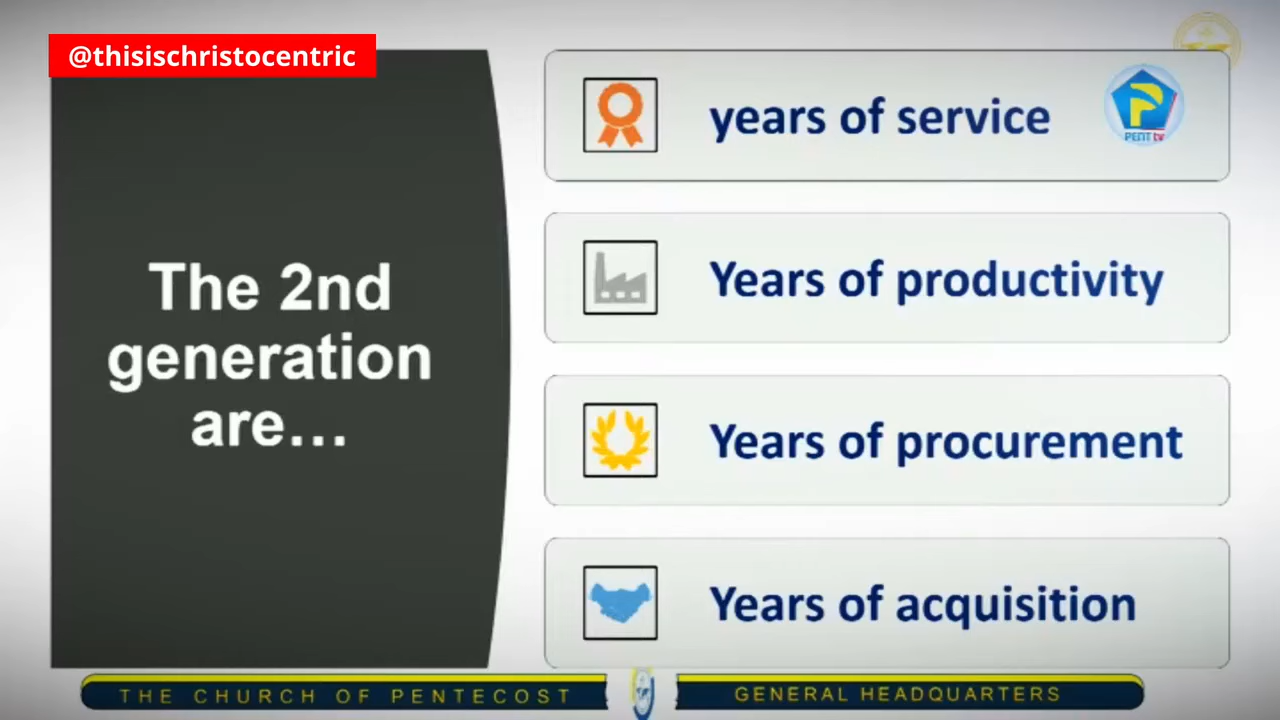 @thisischristocentric
The 2nd
generation
are...
years of service
PENT tv
Years of productivity
Years of procurement
Years of acquisition
THE CHURCH OF PENTECOST
GENERAL HEADQUARTERS